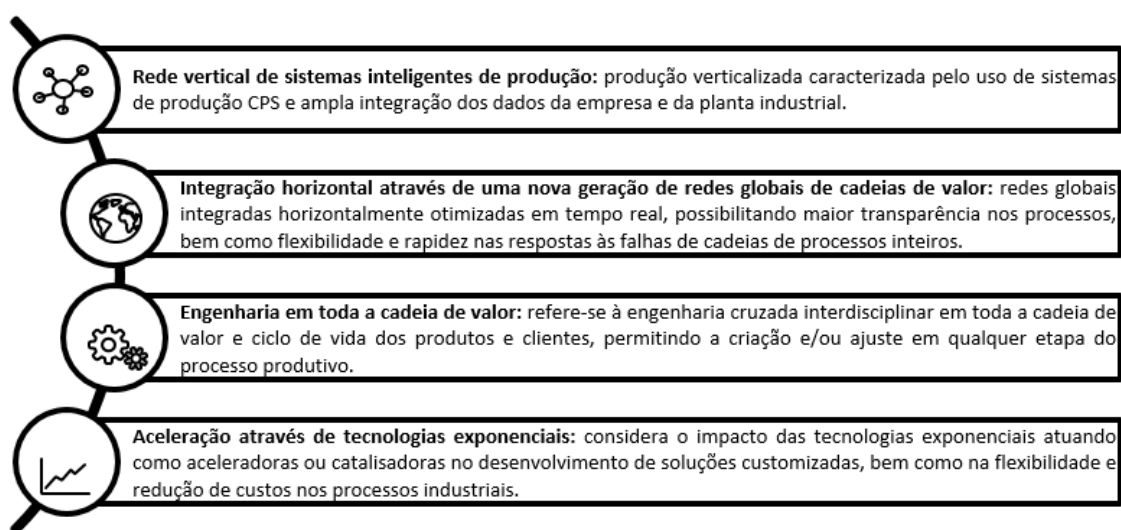 Rede vertical de sistemas inteligentes de produção: produção verticalizada caracterizada pelo uso de sistemas
de produção CPS e ampla integração dos dados da empresa e da planta industrial.
Integração horizontal através de uma nova geração de redes globais de cadeias de valor: redes globais
integradas horizontalmente otimizadas em tempo real, possibilitando maior transparência nos processos,
bem como flexibilidade e rapidez nas respostas às falhas de cadeias de processos inteiros.
Engenharia em toda a cadeia de valor: refere-se à engenharia cruzada interdisciplinar em toda a cadeia de
valor e ciclo de vida dos produtos e clientes, permitindo a criação e/ou ajuste em qualquer etapa do
processo produtivo.
Aceleração através de tecnologias exponenciais: considera o impacto das tecnologias exponenciais atuando
como aceleradoras ou catalisadoras no desenvolvimento de soluções customizadas, bem como na flexibilidade e
redução de custos nos processos industriais.